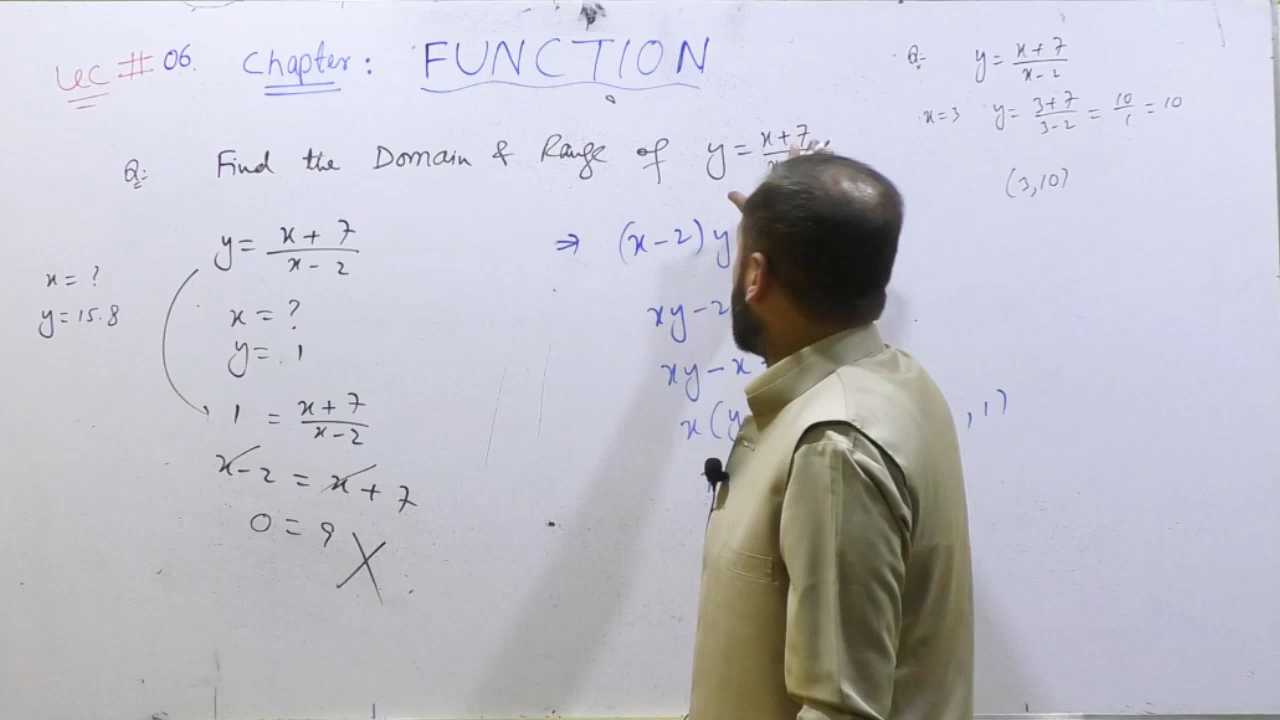 Lec # 06. Chapter: FUNCTION
Q:- Find the Domain & Range of y = x+7
y = x+7 / x-2
x = ?
y = 1
1 = x+7 / x-2
x-2 = x+7
0 = 9 X
x = ?
y = 15.8
⇒ (x-2) y
xy-2
xy-x
x(y
, 1)
Q:- y = x+7 / x-2
x=3 y = 3+7 / 3-2 = 10 / 1 = 10
(3,10)